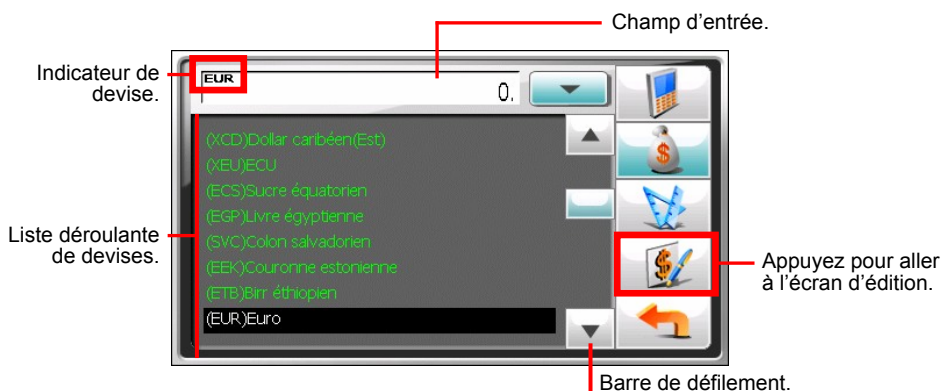 Champ d’entrée.
Indicateur de
devise.
EUR
0.
(XCD)Dollar caribéen(Est)
(XEU)ECU
(ECS)Sucre équatorien
(EGP)Livre égyptienne
(SVC)Colon salvadorien
(EEK)Couronne estonienne
(ETB)Birr éthiopien
(EUR)Euro
Liste déroulante
de devises.
$
$
Appuyez pour aller
à l’écran d’édition.
Barre de défilement.